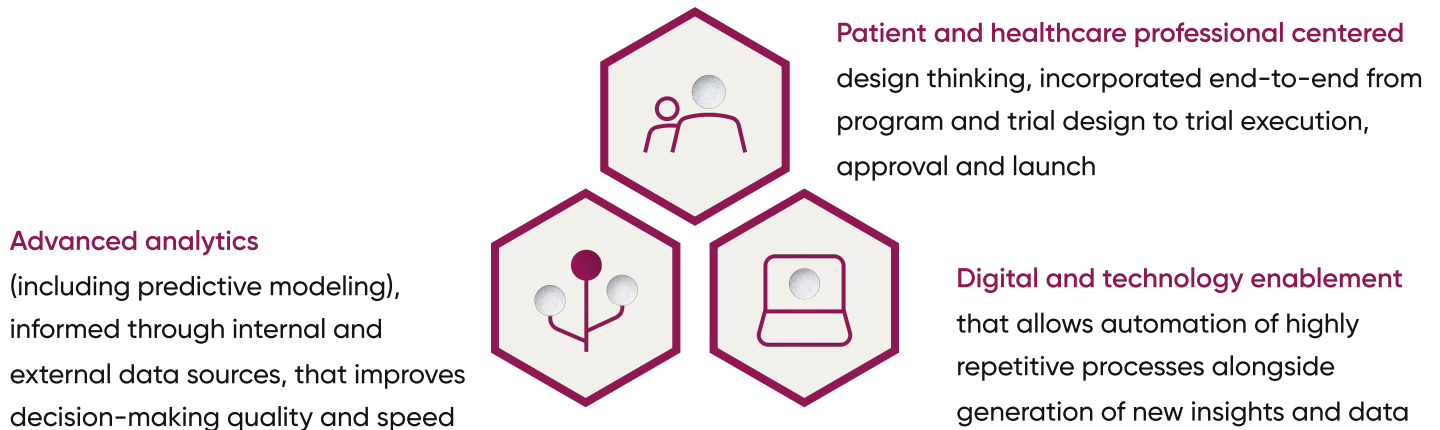 Patient and healthcare professional centered
design thinking, incorporated end-to-end from
program and trial design to trial execution,
approval and launch
Advanced analytics
(including predictive modeling),
informed through internal and
external data sources, that improves
decision-making quality and speed
Digital and technology enablement
that allows automation of highly
repetitive processes alongside
generation of new insights and data